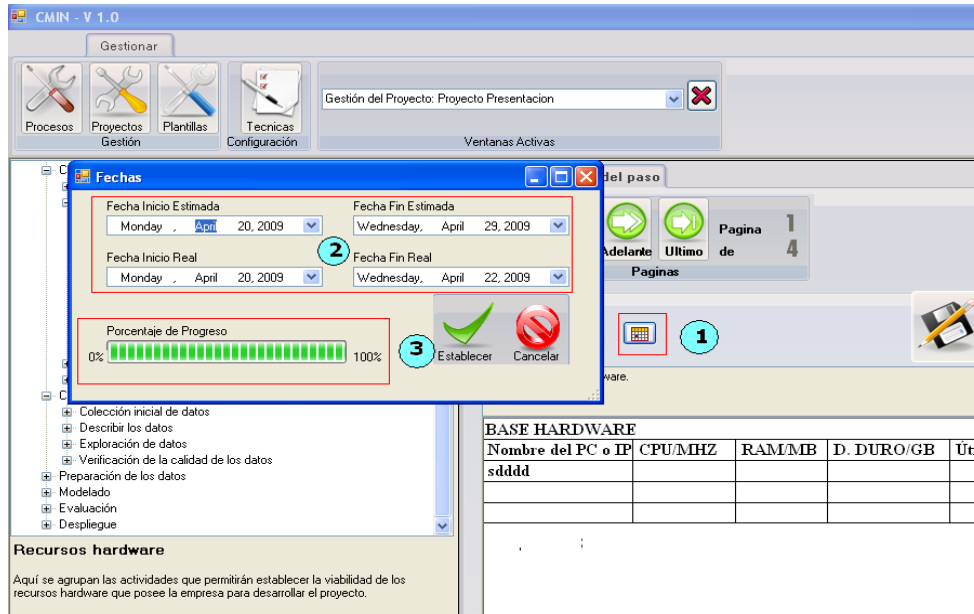 CMIN - V 1.0
Gestionar
Procesos
Proyectos
Plantillas
Tecnicas
Gestión
Configuración
Gestión del Proyecto: Proyecto Presentacion
Ventanas Activas
Fechas
Fecha Inicio Estimada
Fecha Fin Estimada
Monday , April 20, 2009
Wednesday, April 29, 2009
2
Fecha Inicio Real
Fecha Fin Real
Monday , April 20, 2009
Wednesday, April 22, 2009
Porcentaje de Progreso
0%
100%
3
Establecer
Cancelar
del paso
Adelante
Ultimo
Pagina 1
de 4
Paginas
1
ware.
C
C
Colección inicial de datos
Describir los datos
Exploración de datos
Verificación de la calidad de los datos
Preparación de los datos
Modelado
Evaluación
Despliegue
BASE HARDWARE
Nombre del PC o IP CPU/MHZ RAM/MB D. DURO/GB Út
sdddd
, ;
Recursos hardware
Aquí se agrupan las actividades que permitirán establecer la viabilidad de los
recursos hardware que posee la empresa para desarrollar el proyecto.